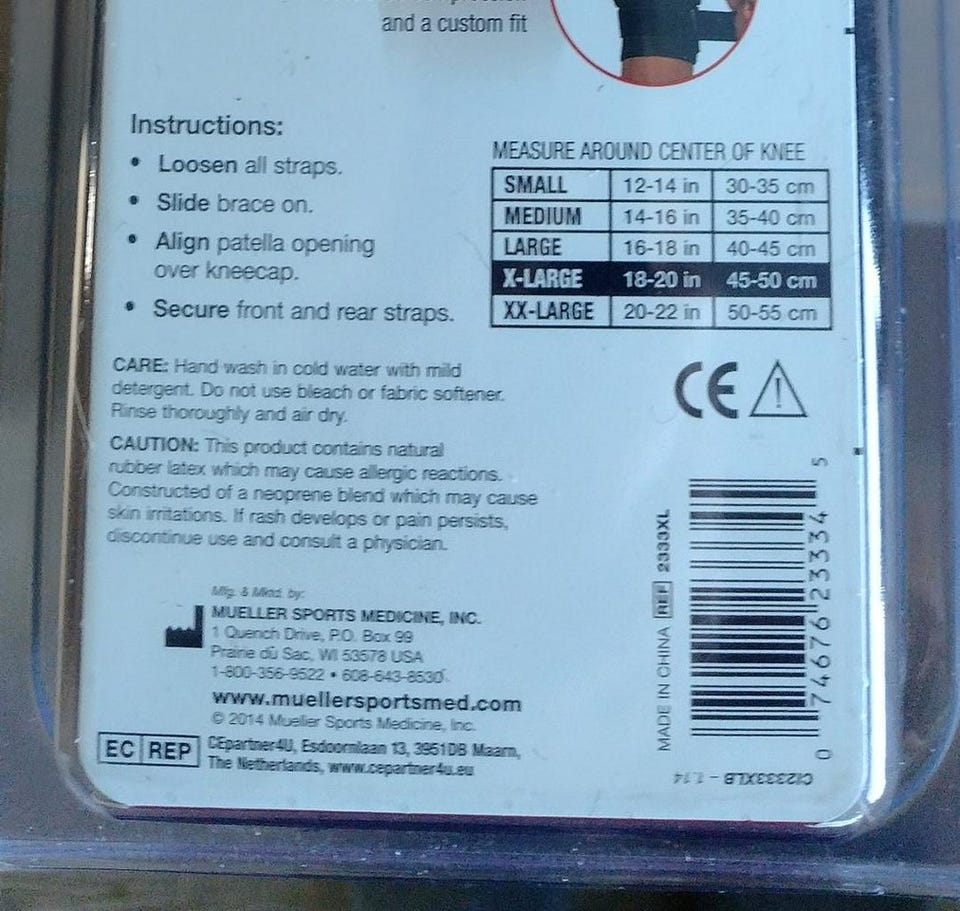 and a custom fit
Instructions:
• Loosen all straps.
• Slide brace on.
• Align patella opening
over kneecap.
• Secure front and rear straps.
MEASURE AROUND CENTER OF KNEE
SMALL 12-14 in 30-35 cm
MEDIUM 14-16 in 35-40 cm
LARGE 16-18 in 40-45 cm
X-LARGE 18-20 in 45-50 cm
XX-LARGE 20-22 in 50-55 cm
CARE: Hand wash in cold water with mild
detergent. Do not use bleach or fabric softener.
Rinse thoroughly and air dry.
CAUTION: This product contains natural
rubber latex which may cause allergic reactions.
Constructed of a neoprene blend which may cause
skin irritations. If rash develops or pain persists,
discontinue use and consult a physician.
CE
Mfg. & Mktd. by:
MUELLER SPORTS MEDICINE, INC.
1 Quench Drive, P.O. Box 99
Prairie du Sac, WI 53578 USA
1-800-356-9522 • 608-643-8530
www.muellersportsmed.com
© 2014 Mueller Sports Medicine, Inc.
EC REP CEpartner4U, Esdoornlaan 13, 3951DB Maarn,
The Netherlands, www.cepartner4u.eu
MADE IN CHINA REF 2333XL
0 74676 23334 5
CI2333XLB - 1.14